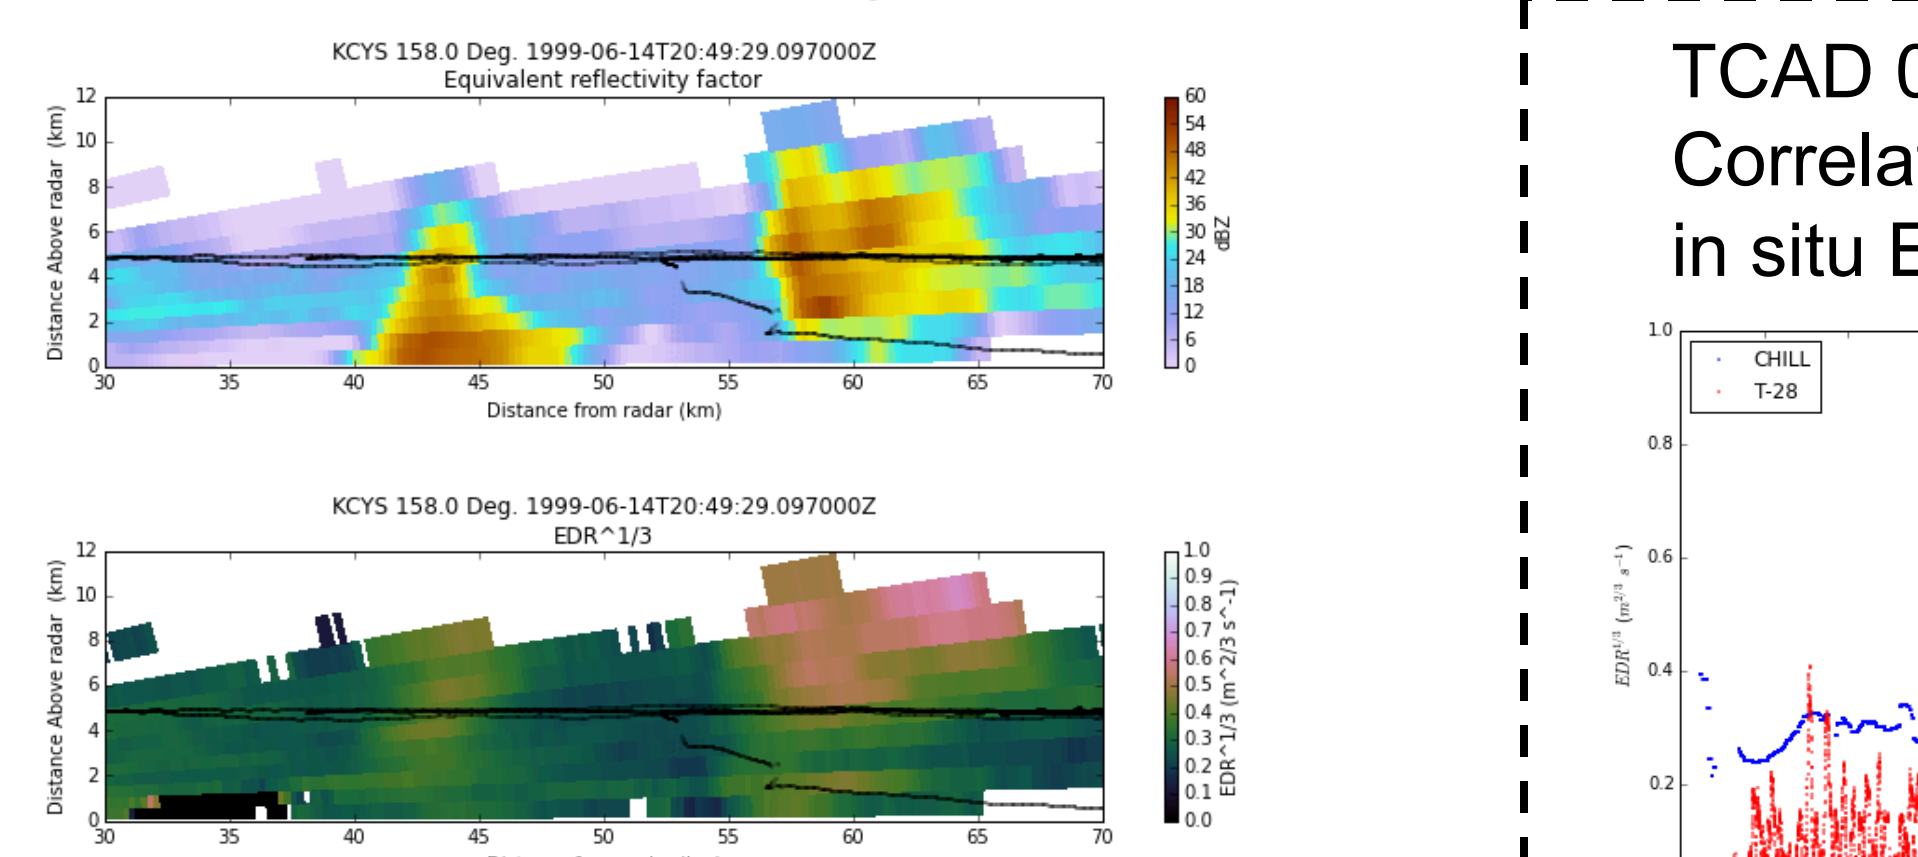 KCYS 158.0 Deg. 1999-06-14T20:49:29.097000Z
Equivalent reflectivity factor
12
10
8
6
4
2
0
Distance Above radar (km)
30 35 40 45 50 55 60 65 70
Distance from radar (km)
60
54
48
42
36
30
24
18
12
6
0
dBZ
KCYS 158.0 Deg. 1999-06-14T20:49:29.097000Z
EDR^1/3
12
10
8
6
4
2
0
Distance Above radar (km)
30 35 40 45 50 55 60 65 70
1.0
0.9
0.8
0.7
0.6
0.5
0.4
0.3
0.2
0.1
0.0
EDR^1/3 (m^2/3 s^-1)
TCAD
Correla
in situ E
1.0
0.8
0.6
0.4
0.2
EDR^{1/3} (m^{2/3} s^{-1})
CHILL
T-28